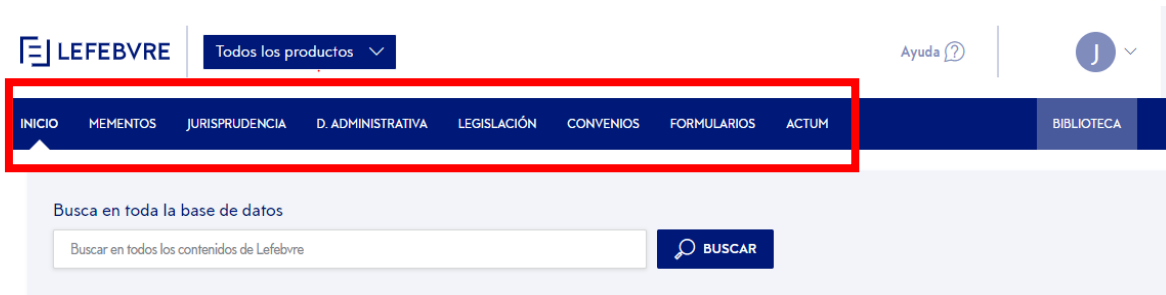 LEFEBVRE Todos los productos Ayuda ? J
INICIO MEMENTOS JURISPRUDENCIA D. ADMINISTRATIVA LEGISLACIÓN CONVENIOS FORMULARIOS ACTUM BIBLIOTECA
Busca en toda la base de datos
Buscar en todos los contenidos de Lefebvre BUSCAR